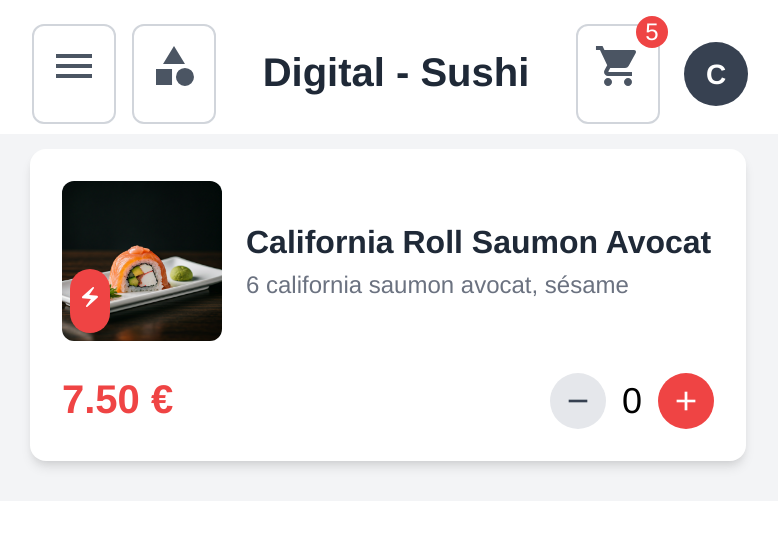 Digital - Sushi
5
C
California Roll Saumon Avocat
6 california saumon avocat, sésame
7.50 €
0